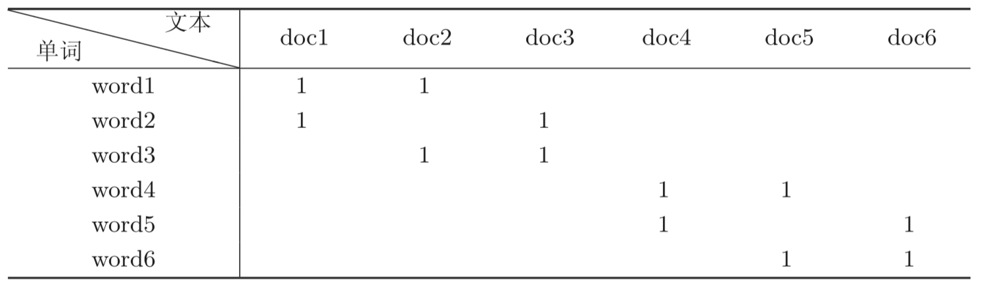 文本
单词 doc1 doc2 doc3 doc4 doc5 doc6
word1 1 1
word2 1 1
word3 1 1
word4 1 1
word5 1 1
word6 1 1